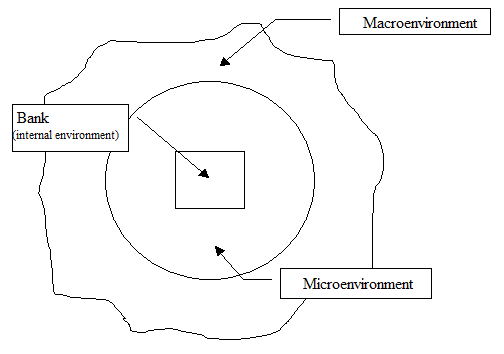 Macroenvironment
Bank
(internal environment)
Microenvironment